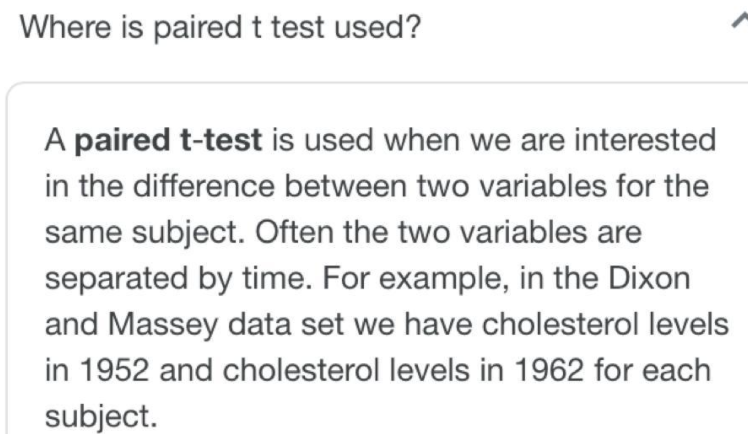 Where is paired t test used?
A paired t-test is used when we are interested
in the difference between two variables for the
same subject. Often the two variables are
separated by time. For example, in the Dixon
and Massey data set we have cholesterol levels
in 1952 and cholesterol levels in 1962 for each
subject.